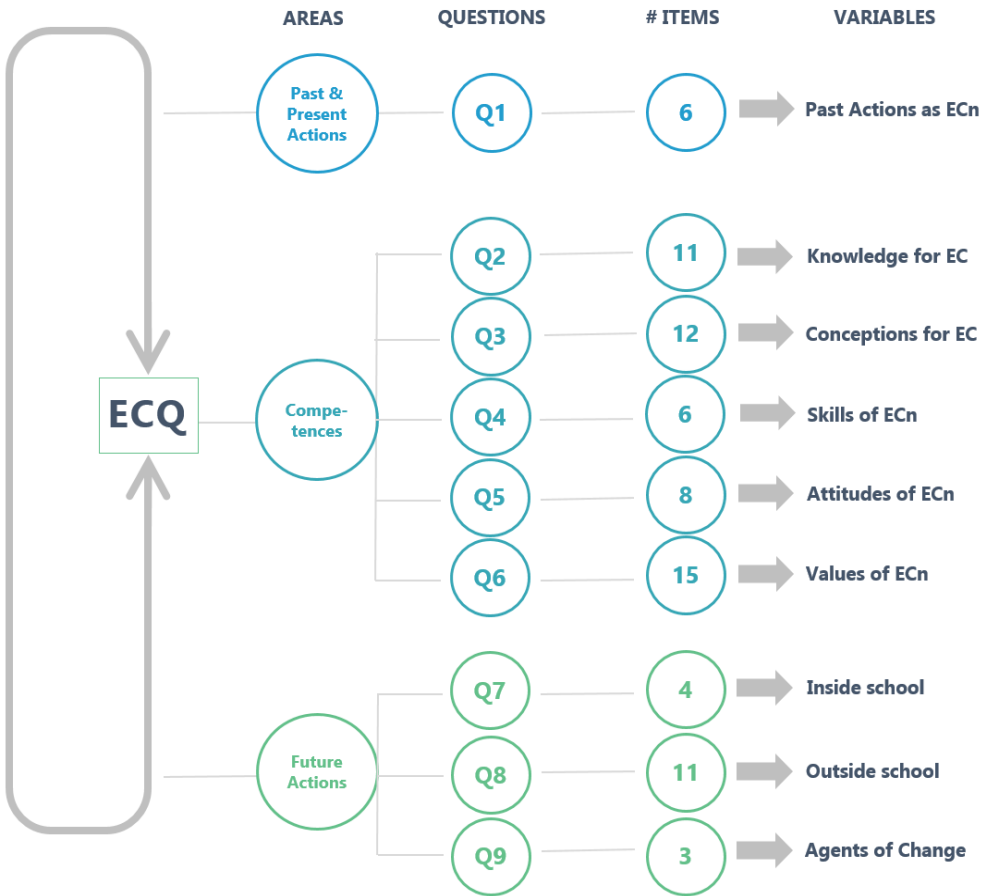 AREAS QUESTIONS # ITEMS VARIABLES
Past &
Present
Actions
Q1 6 Past Actions as ECn
Q2 11 Knowledge for EC
Q3 12 Conceptions for EC
ECQ
Compe-
tences
Q4 6 Skills of ECn
Q5 8 Attitudes of ECn
Q6 15 Values of ECn
Future
Actions
Q7 4 Inside school
Q8 11 Outside school
Q9 3 Agents of Change